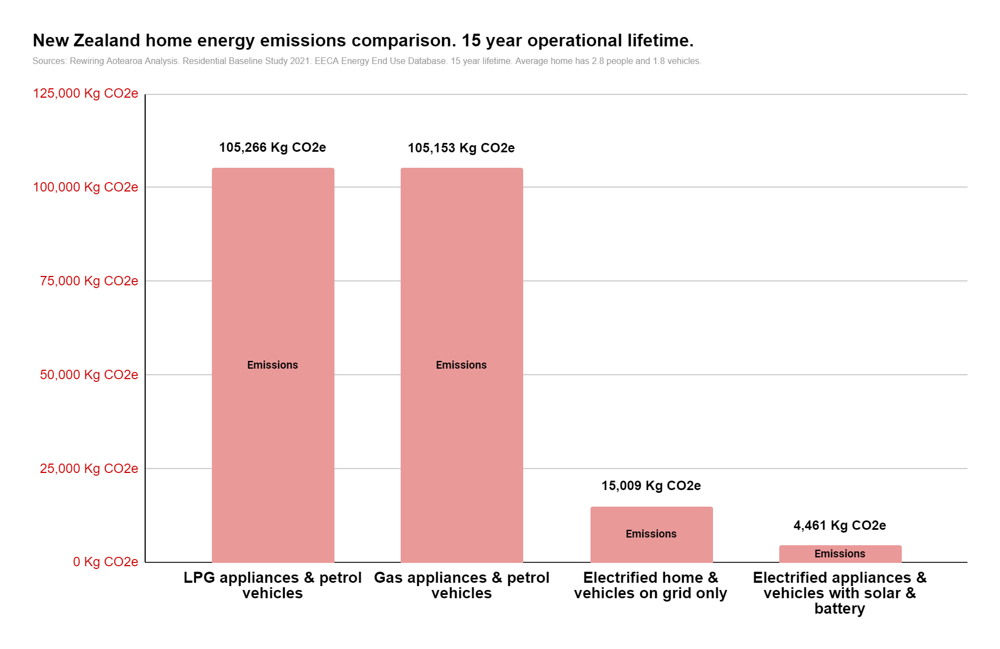 New Zealand home energy emissions comparison. 15 year operational lifetime.
Sources: Rewiring Aotearoa Analysis. Residential Baseline Study 2021. EECA Energy End Use Database. 15 year lifetime. Average home has 2.8 people and 1.8 vehicles.
125,000 Kg CO2e
100,000 Kg CO2e
75,000 Kg CO2e
50,000 Kg CO2e
25,000 Kg CO2e
0 Kg CO2e
105,266 Kg CO2e
Emissions
105,153 Kg CO2e
Emissions
15,009 Kg CO2e
Emissions
4,461 Kg CO2e
Emissions
LPG appliances & petrol
vehicles
Gas appliances & petrol
vehicles
Electrified home &
vehicles on grid only
Electrified appliances &
vehicles with solar &
battery